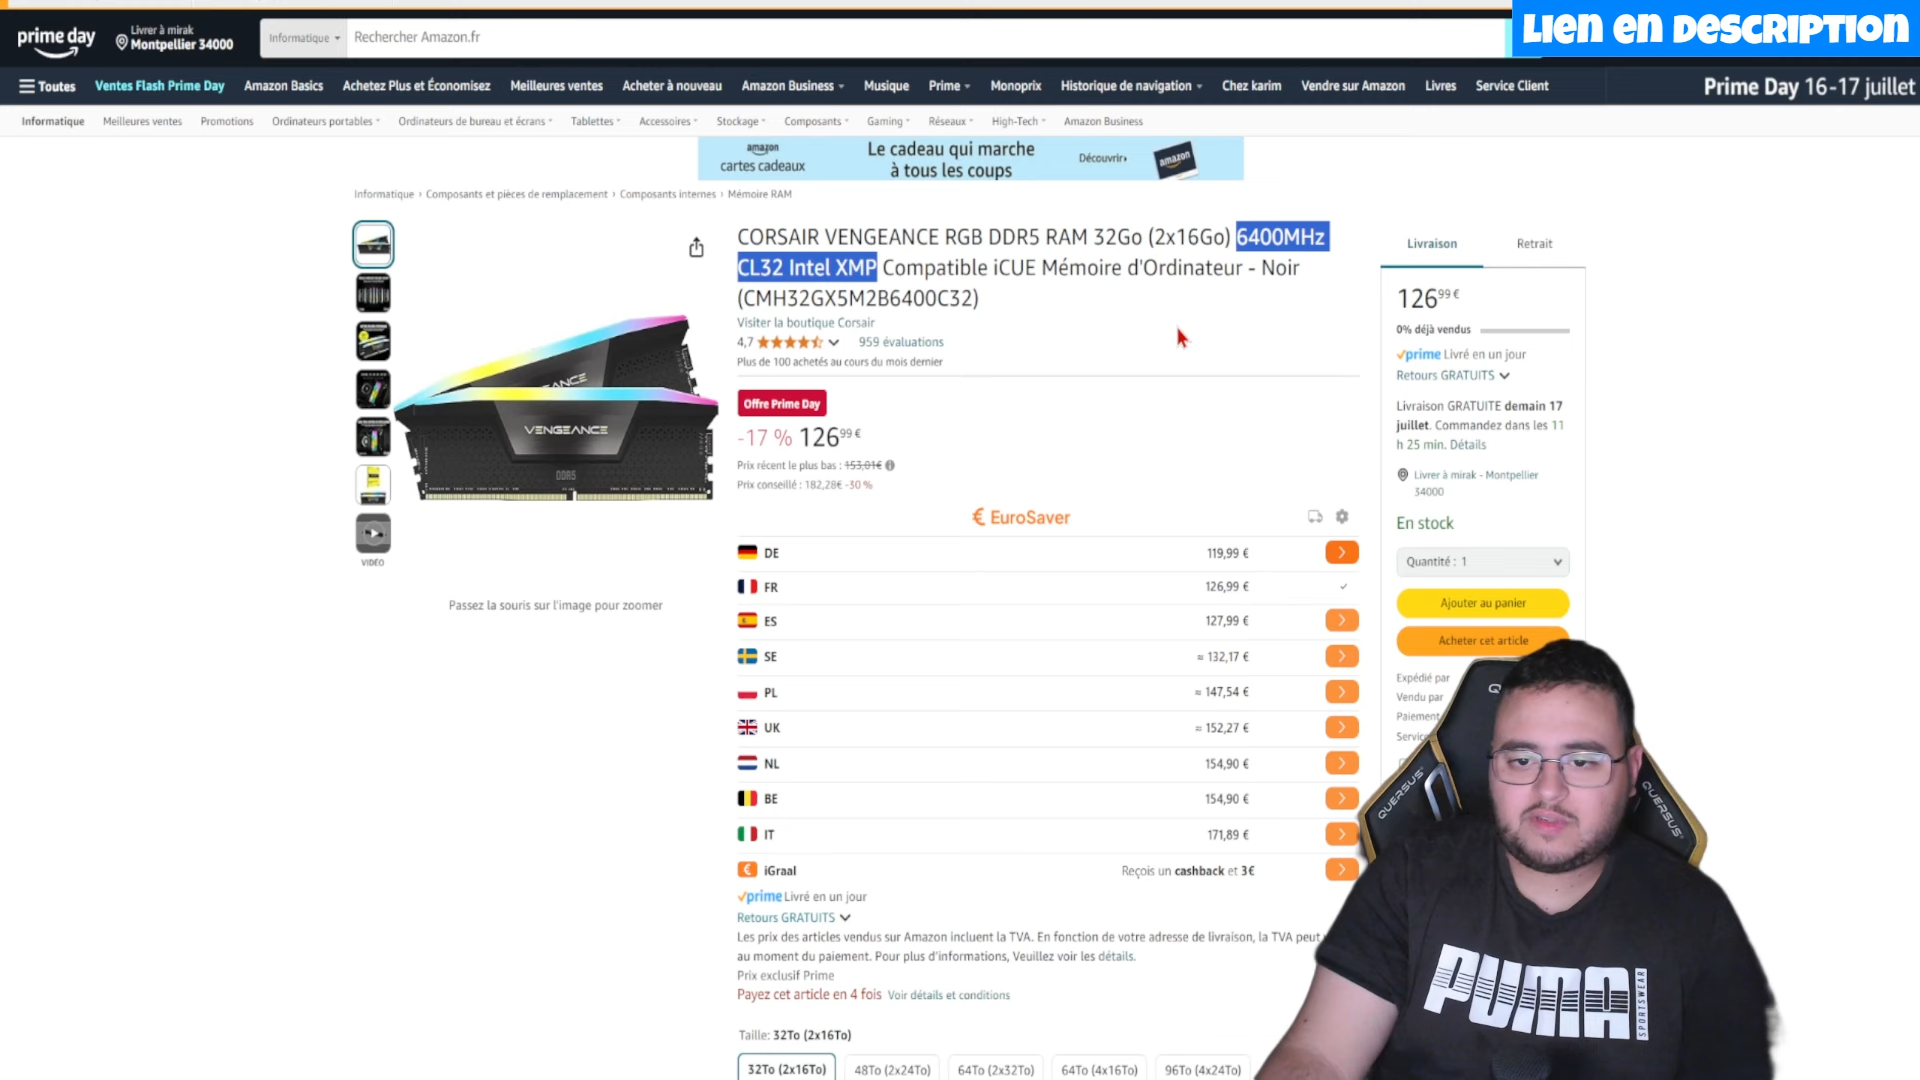 Lien en description
prime day
Livrer à mirak
Montpellier 34000
Informatique
Rechercher Amazon.fr
Toutes
Ventes Flash Prime Day
Amazon Basics
Achetez Plus et Économisez
Meilleures ventes
Acheter à nouveau
Amazon Business
Musique
Prime
Monoprix
Historique de navigation
Chez karim
Vendre sur Amazon
Livres
Service Client
Prime Day 16-17 juillet
Informatique
Meilleures ventes
Promotions
Ordinateurs portables
Ordinateurs de bureau et écrans
Tablettes
Accessoires
Stockage
Composants
Gaming
Réseaux
High-Tech
Amazon Business
amazon
cartes cadeaux
Le cadeau qui marche
à tous les coups
Découvrir›
amazon
Informatique › Composants et pièces de remplacement › Composants internes › Mémoire RAM
CORSAIR VENGEANCE RGB DDR5 RAM 32Go (2x16Go) 6400MHz
CL32 Intel XMP Compatible iCUE Mémoire d'Ordinateur - Noir
(CMH32GX5M2B6400C32)
Visiter la boutique Corsair
4,7
959 évaluations
Plus de 100 achetés au cours du mois dernier
VENGEANCE
DDR5
VIDÉO
Passez la souris sur l'image pour zoomer
Offre Prime Day
-17 % 126 99 €
Prix récent le plus bas : 153,01€
Prix conseillé : 182,28€ -30 %
€ EuroSaver
DE 119,99 €
FR 126,99 €
ES 127,99 €
SE ≈ 132,17 €
PL ≈ 147,54 €
UK ≈ 152,27 €
NL 154,90 €
BE 154,90 €
IT 171,89 €
iGraal Reçois un cashback et 3€
prime Livré en un jour
Retours GRATUITS
Les prix des articles vendus sur Amazon incluent la TVA. En fonction de votre adresse de livraison, la TVA peut
au moment du paiement. Pour plus d'informations, Veuillez voir les détails.
Prix exclusif Prime
Payez cet article en 4 fois Voir détails et conditions
Taille: 32To (2x16To)
32To (2x16To)
48To (2x24To)
64To (2x32To)
64To (4x16To)
96To (4x24To)
Livraison
Retrait
126 99 €
0% déjà vendus
prime Livré en un jour
Retours GRATUITS
Livraison GRATUITE demain 17
juillet. Commandez dans les 11
h 25 min. Détails
Livrer à mirak - Montpellier
34000
En stock
Quantité : 1
Ajouter au panier
Acheter cet article
Expédié par
Vendu par
Paiement
Service
QUERSUS
QUERSUS
PUMA
SPORTSWEAR